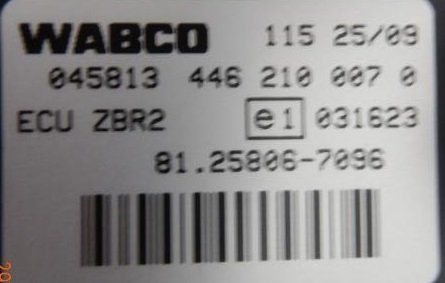 WABCO 115 25/09
045813 446 210 007 0
ECU ZBR2 e1 031623
81.25806-7096